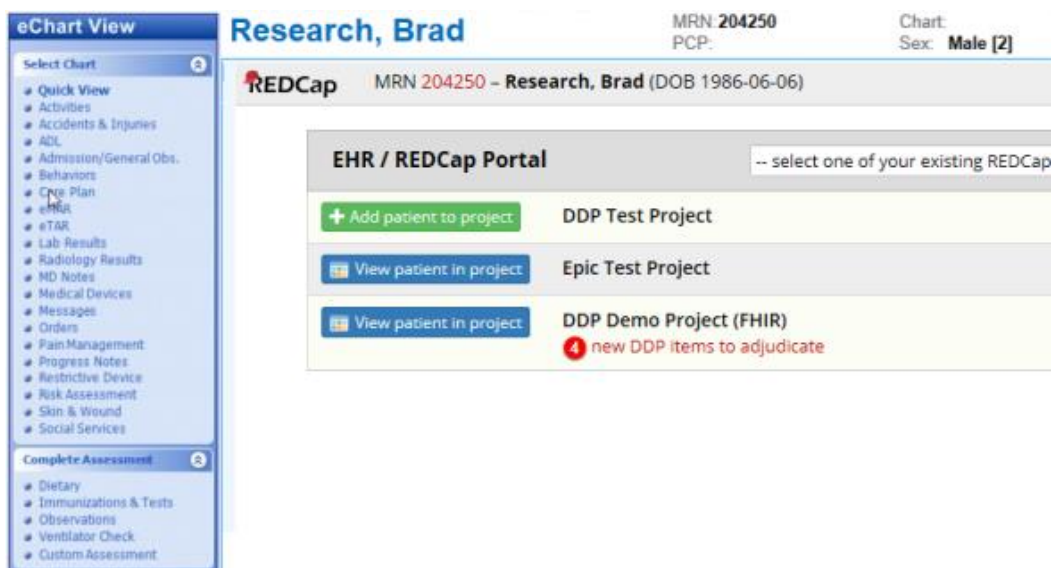 eChart View
Select Chart
Quick View
Activities
Accidents & Injuries
ADL
Admission/General Obs.
Behaviors
Care Plan
eMAR
eTAR
Lab Results
Radiology Results
MD Notes
Medical Devices
Messages
Orders
Pain Management
Progress Notes
Restrictive Device
Risk Assessment
Skin & Wound
Social Services
Complete Assessment
Dietary
Immunizations & Tests
Observations
Ventilator Check
Custom Assessment
Research, Brad
MRN: 204250
PCP:
Chart:
Sex: Male [2]
REDCap MRN 204250 – Research, Brad (DOB 1986-06-06)
EHR / REDCap Portal
-- select one of your existing REDCap
Add patient to project DDP Test Project
View patient in project Epic Test Project
View patient in project DDP Demo Project (FHIR)
4 new DDP items to adjudicate